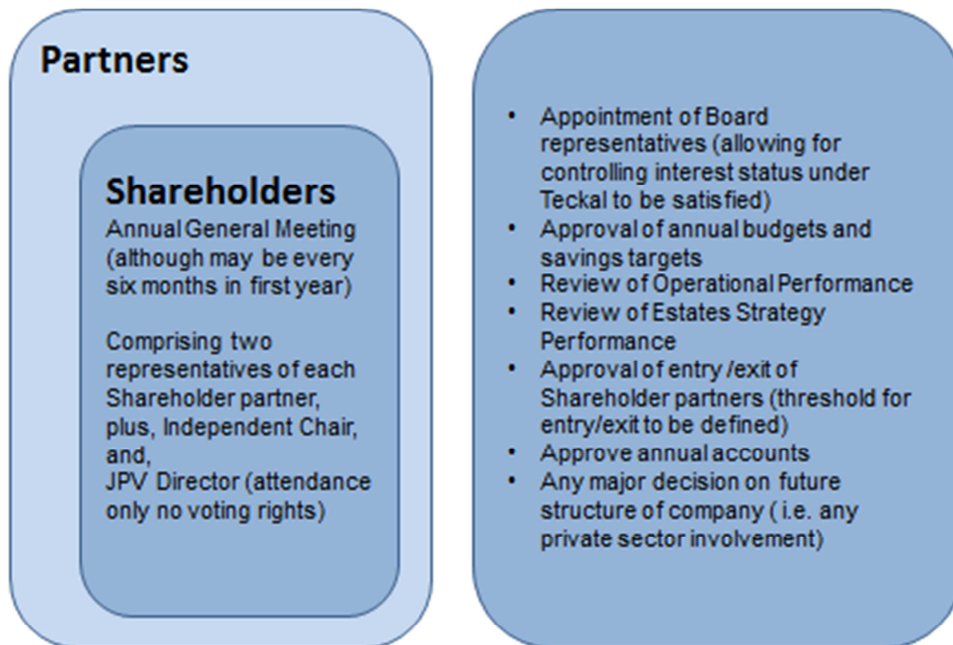 Partners
Shareholders
Annual General Meeting
(although may be every
six months in first year)
Comprising two
representatives of each
Shareholder partner,
plus, Independent Chair,
and,
JPV Director (attendance
only no voting rights)
• Appointment of Board
representatives (allowing for
controlling interest status under
Teckal to be satisfied)
• Approval of annual budgets and
savings targets
• Review of Operational Performance
• Review of Estates Strategy
Performance
• Approval of entry /exit of
Shareholder partners (threshold for
entry/exit to be defined)
• Approve annual accounts
• Any major decision on future
structure of company ( i.e. any
private sector involvement)